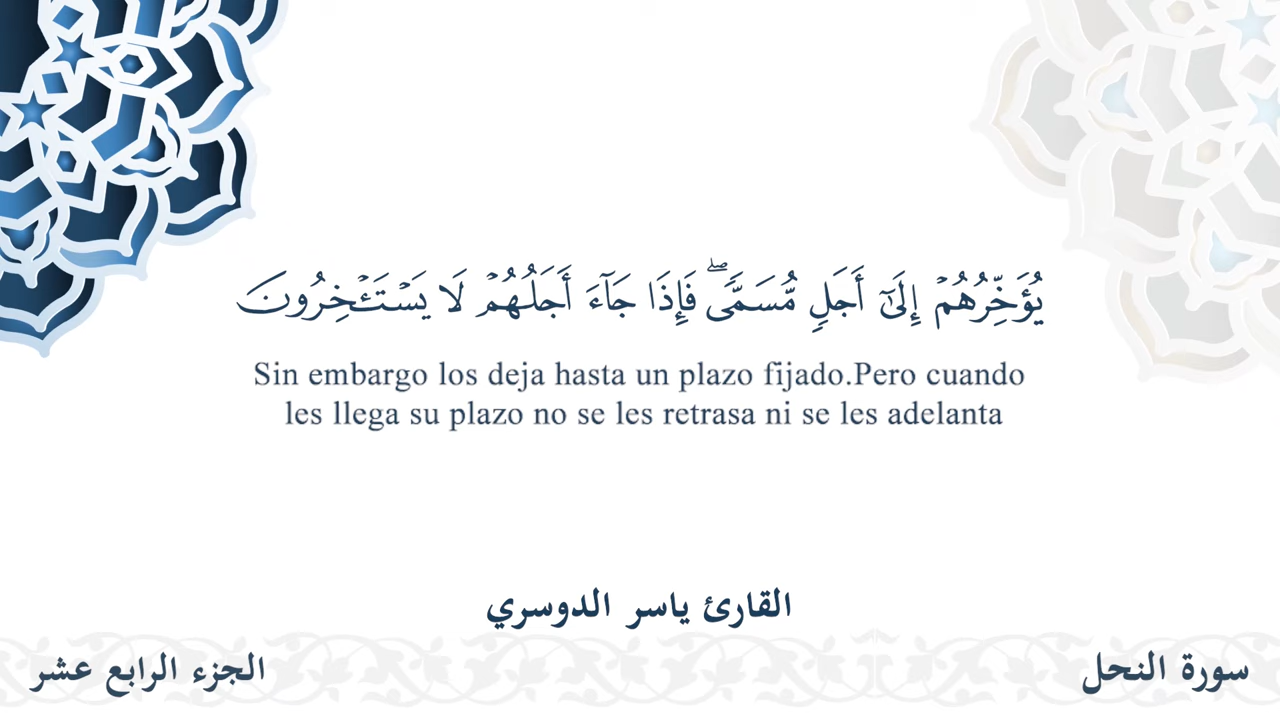 يُؤَخِّرُهُمۡ إِلَىٰٓ أَجَلٖ مُّسَمّٗىۖ فَإِذَا جَآءَ أَجَلُهُمۡ لَا يَسۡتَـٔۡخِرُونَ
Sin embargo los deja hasta un plazo fijado.Pero cuando
les llega su plazo no se les retrasa ni se les adelanta
القارئ ياسر الدوسري
سورة النحل
الجزء الرابع عشر